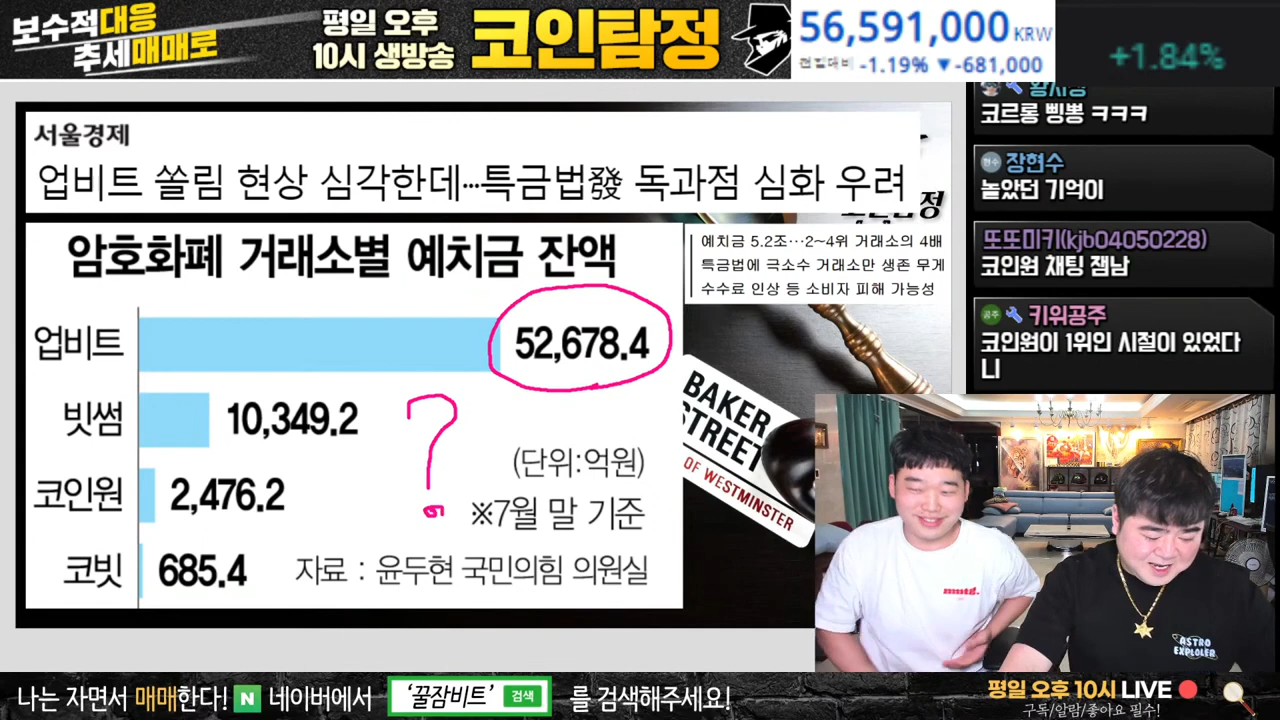 보수적대응
추세매매로
평일 오후
10시 생방송
코인탐정
56,591,000 KRW
전일대비 -1.19% ▼-681,000
+1.84%
서울경제
업비트 쏠림 현상 심각한데…특금법發 독과점 심화 우려
암호화폐 거래소별 예치금 잔액
업비트 52,678.4
빗썸 10,349.2
코인원 2,476.2
코빗 685.4
?
(단위:억원)
※7월 말 기준
자료 : 윤두현 국민의힘 의원실
예치금 5.2조…2~4위 거래소의 4배
특금법에 극소수 거래소만 생존 무게
수수료 인상 등 소비자 피해 가능성
BAKER
STREET
OF WESTMINSTER
코르롱 삥뽕 ㅋㅋㅋ
현수 장현수
놑았던 기억이
또또미키(kjb04050228)
코인원 채팅 잼남
공주 키위공주
코인원이 1위인 시절이 있었다
니
mmtg.
ASTRO
EXPLOLER
나는 자면서 매매한다! N 네이버에서 '꿀잠비트' 검색 를 검색해주세요!
평일 오후 10시 LIVE
구독/알람/좋아요 필수!